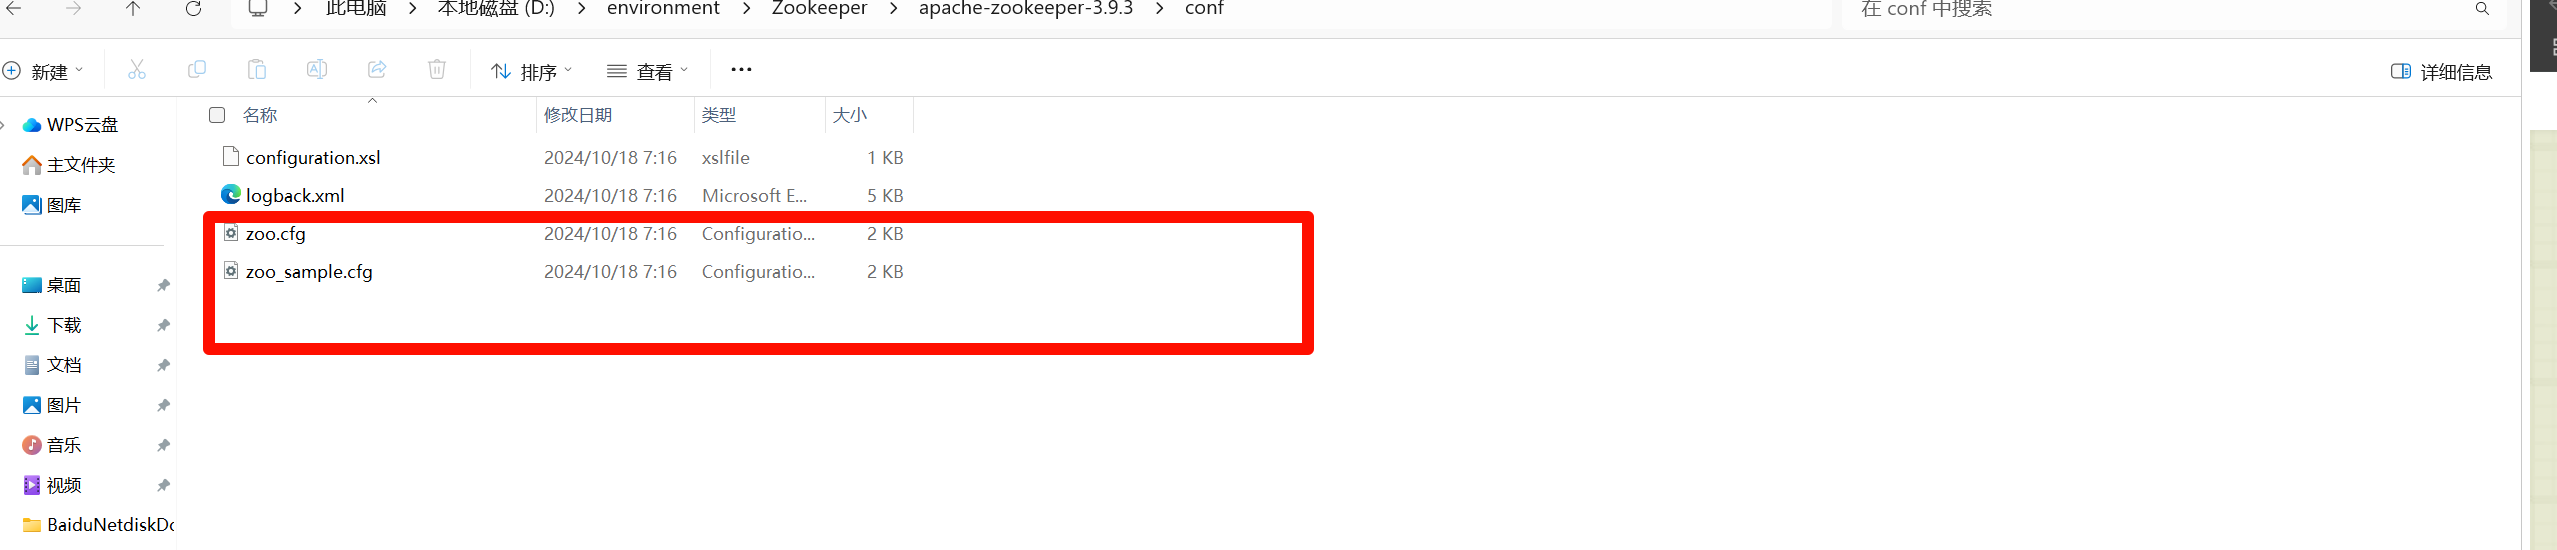 此电脑 > 本地磁盘 (D:) > environment > Zookeeper > apache-zookeeper-3.9.3 > conf
在 conf 中搜索
新建 排序 查看 ... 详细信息
WPS云盘
主文件夹
图库
桌面
下载
文档
图片
音乐
视频
名称 修改日期 类型 大小
configuration.xsl 2024/10/18 7:16 xslfile 1 KB
logback.xml 2024/10/18 7:16 Microsoft E... 5 KB
zoo.cfg 2024/10/18 7:16 Configuratio... 2 KB
zoo_sample.cfg 2024/10/18 7:16 Configuratio... 2 KB